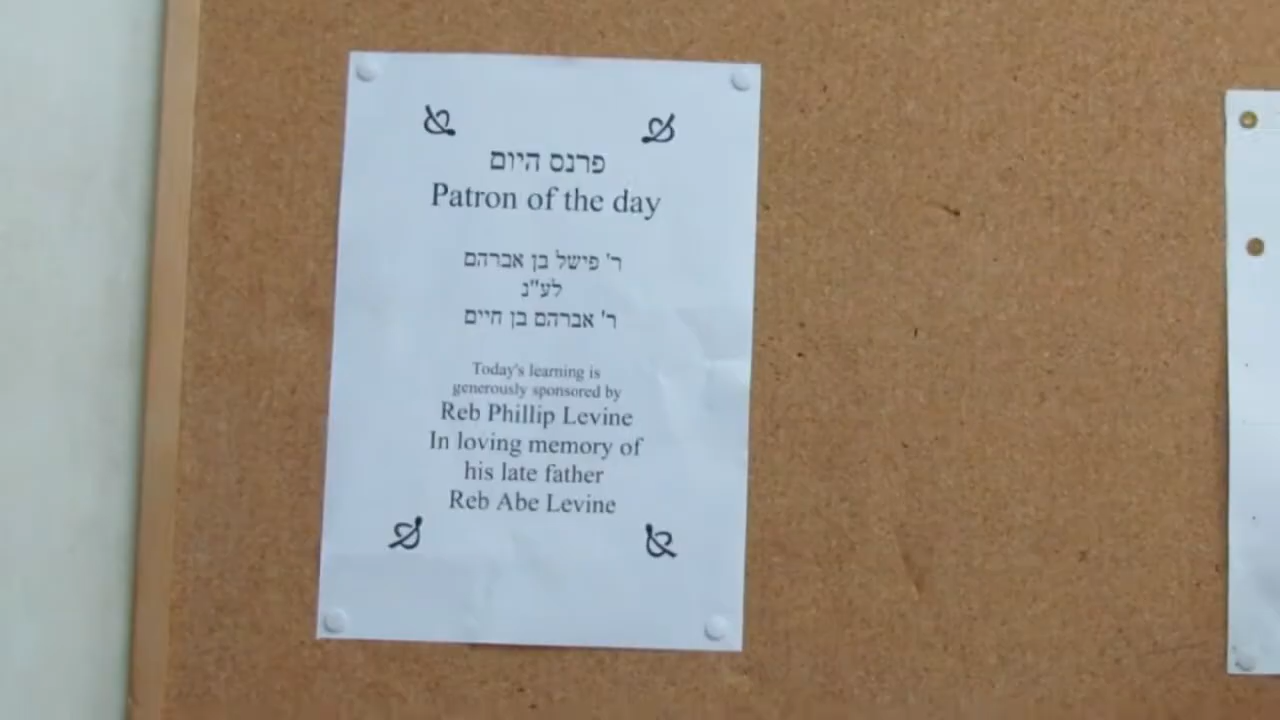 פרנס היום
Patron of the day
ר' פישל בן אברהם
לע"נ
ר' אברהם בן חיים
Today's learning is
generously sponsored by
Reb Phillip Levine
In loving memory of
his late father
Reb Abe Levine